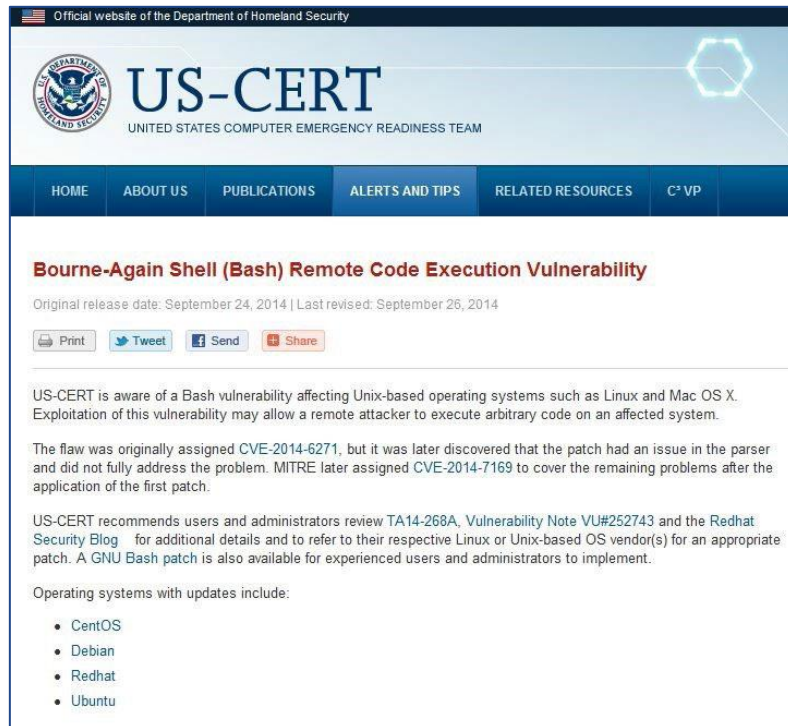 Official website of the Department of Homeland Security
U.S. DEPARTMENT OF HOMELAND SECURITY
US-CERT
UNITED STATES COMPUTER EMERGENCY READINESS TEAM
HOME ABOUT US PUBLICATIONS ALERTS AND TIPS RELATED RESOURCES C³ VP
Bourne-Again Shell (Bash) Remote Code Execution Vulnerability
Original release date: September 24, 2014 | Last revised: September 26, 2014
Print Tweet Send Share
US-CERT is aware of a Bash vulnerability affecting Unix-based operating systems such as Linux and Mac OS X.
Exploitation of this vulnerability may allow a remote attacker to execute arbitrary code on an affected system.
The flaw was originally assigned CVE-2014-6271, but it was later discovered that the patch had an issue in the parser
and did not fully address the problem. MITRE later assigned CVE-2014-7169 to cover the remaining problems after the
application of the first patch.
US-CERT recommends users and administrators review TA14-268A, Vulnerability Note VU#252743 and the Redhat
Security Blog for additional details and to refer to their respective Linux or Unix-based OS vendor(s) for an appropriate
patch. A GNU Bash patch is also available for experienced users and administrators to implement.
Operating systems with updates include:
• CentOS
• Debian
• Redhat
• Ubuntu